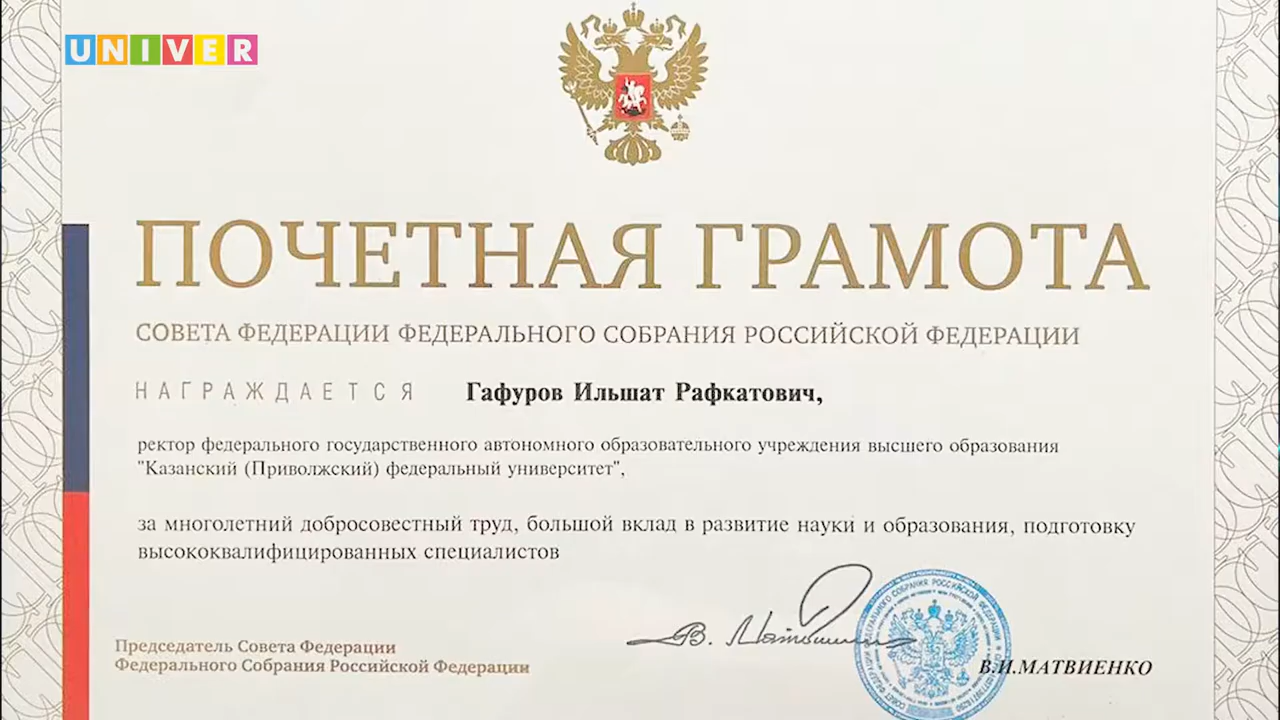 UNIVER
ПОЧЕТНАЯ ГРАМОТА
СОВЕТА ФЕДЕРАЦИИ ФЕДЕРАЛЬНОГО СОБРАНИЯ РОССИЙСКОЙ ФЕДЕРАЦИИ
НАГРАЖДАЕТСЯ Гафуров Ильшат Рафкатович,
ректор федерального государственного автономного образовательного учреждения высшего образования
"Казанский (Приволжский) федеральный университет",
за многолетний добросовестный труд, большой вклад в развитие науки и образования, подготовку
высококвалифицированных специалистов
Председатель Совета Федерации
Федерального Собрания Российской Федерации
В.И.МАТВИЕНКО